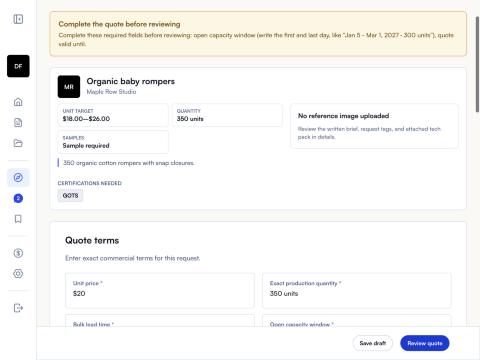 Complete the quote before reviewing
Complete these required fields before reviewing: open capacity window (write the first and last day, like "Jan 5 - Mar 1, 2027 · 300 units"), quote
valid until.
DF
MR
Organic baby rompers
Maple Row Studio
UNIT TARGET
$18.00–$26.00
QUANTITY
350 units
No reference image uploaded
Review the written brief, request tags, and attached tech
pack in details.
SAMPLES
Sample required
350 organic cotton rompers with snap closures.
CERTIFICATIONS NEEDED
GOTS
2
Quote terms
Enter exact commercial terms for this request.
Unit price *
$20
Exact production quantity *
350 units
Bulk lead time *
Open capacity window *
Save draft
Review quote